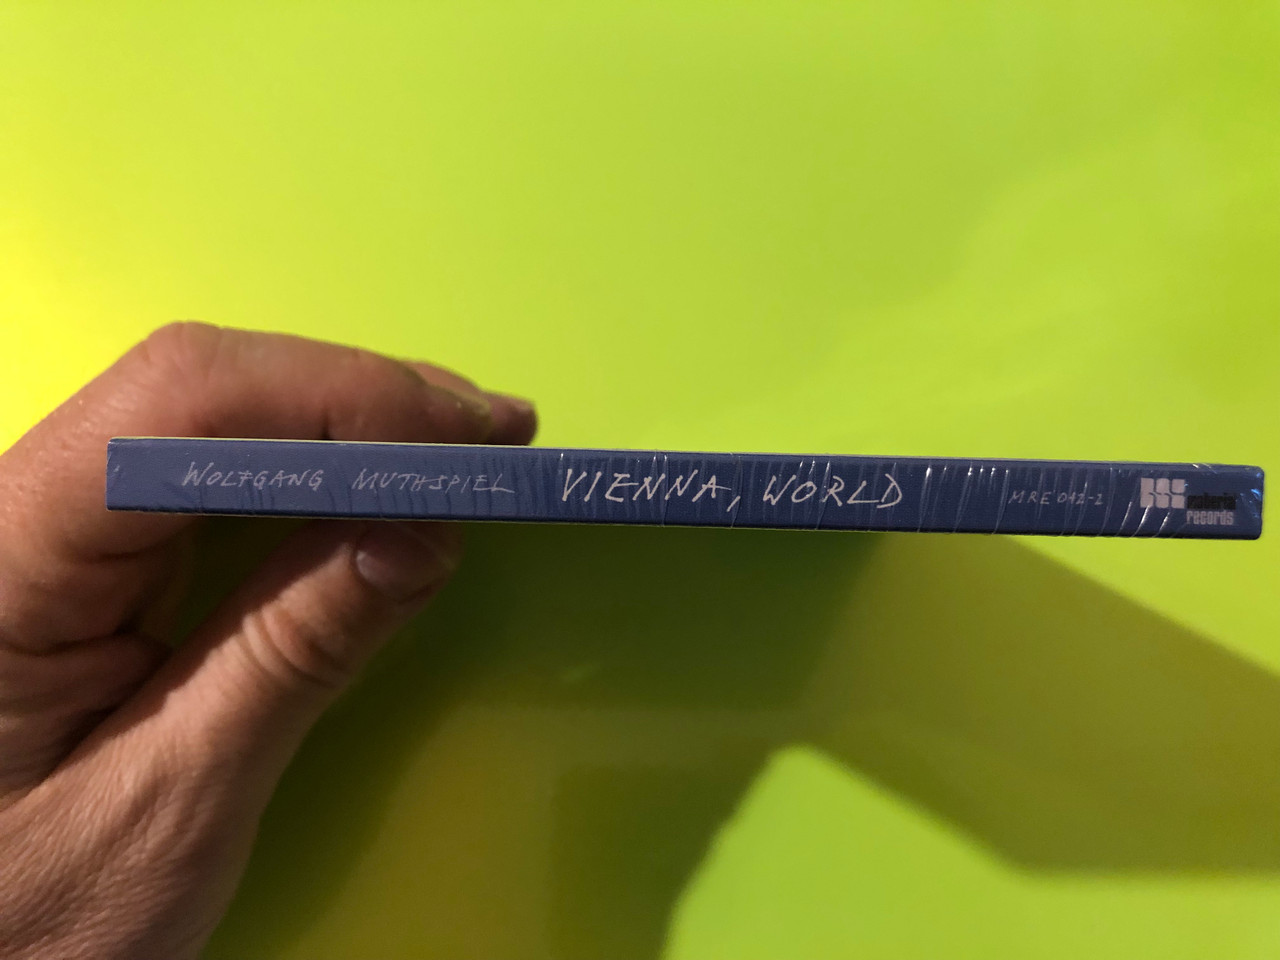 WOLFGANG MUTHSPIEL VIENNA, WORLD MRE 042-2
material
records